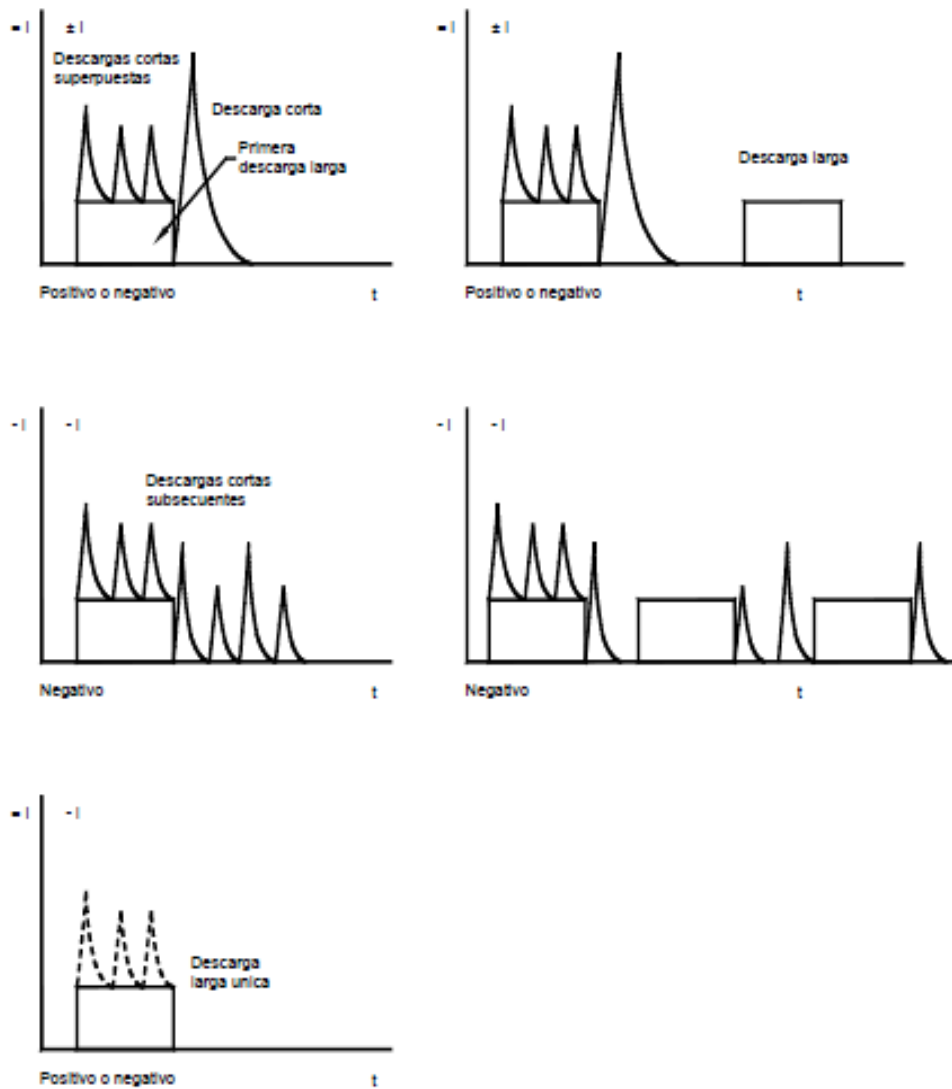 = I ± I
Descargas cortas
superpuestas
Descarga corta
Primera
descarga larga
Positivo o negativo t
= I ± I
Descarga larga
Positivo o negativo t
- I - I
Descargas cortas
subsecuentes
Negativo t
- I - I
Negativo t
= I - I
Descarga
larga unica
Positivo o negativo t